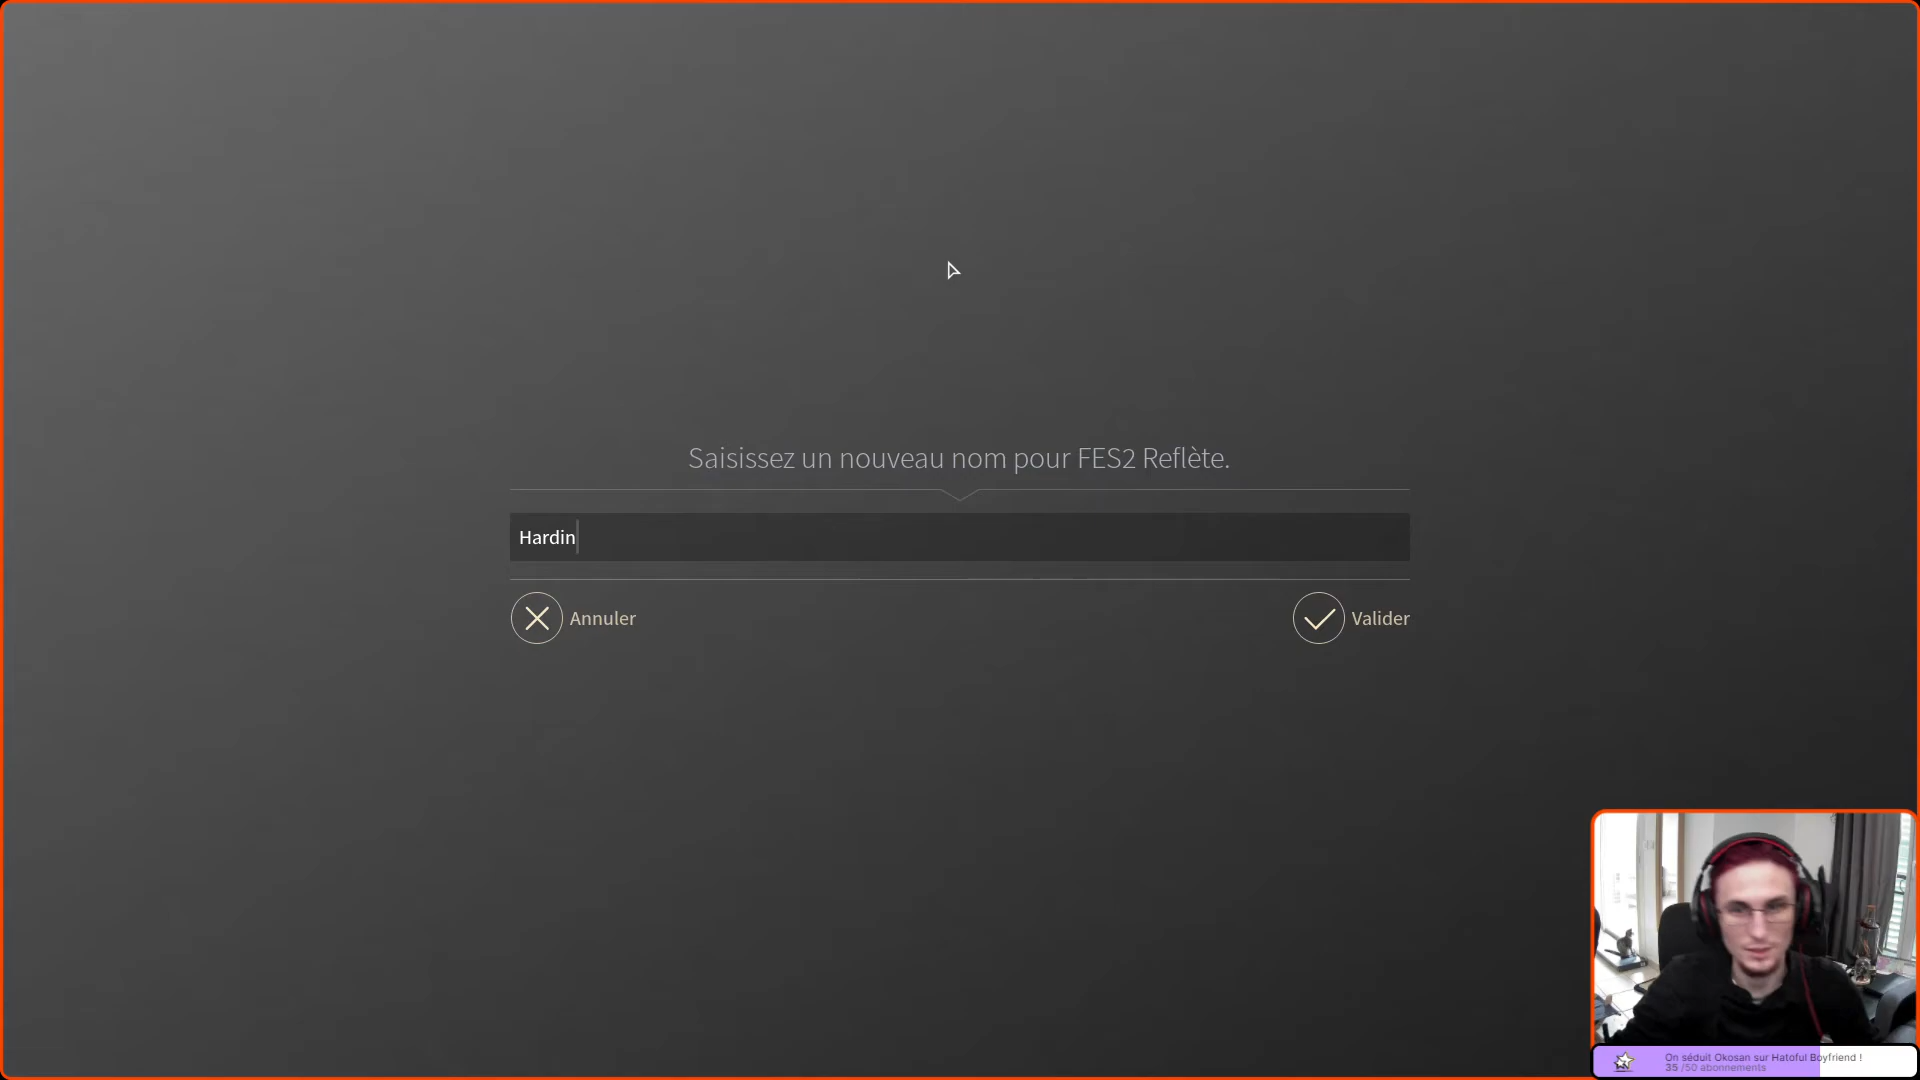 Saisissez un nouveau nom pour FES2 Reflète.
Hardin
Annuler
Valider
On séduit Okosan sur Hatoful Boyfriend !
35 /50 abonnements